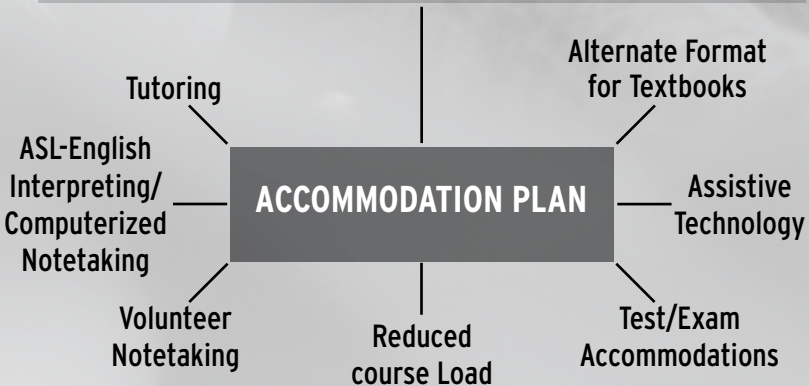 Tutoring
Alternate Format
for Textbooks
ASL-English
Interpreting/
Computerized
Notetaking
ACCOMMODATION PLAN
Assistive
Technology
Volunteer
Notetaking
Reduced
course Load
Test/Exam
Accommodations